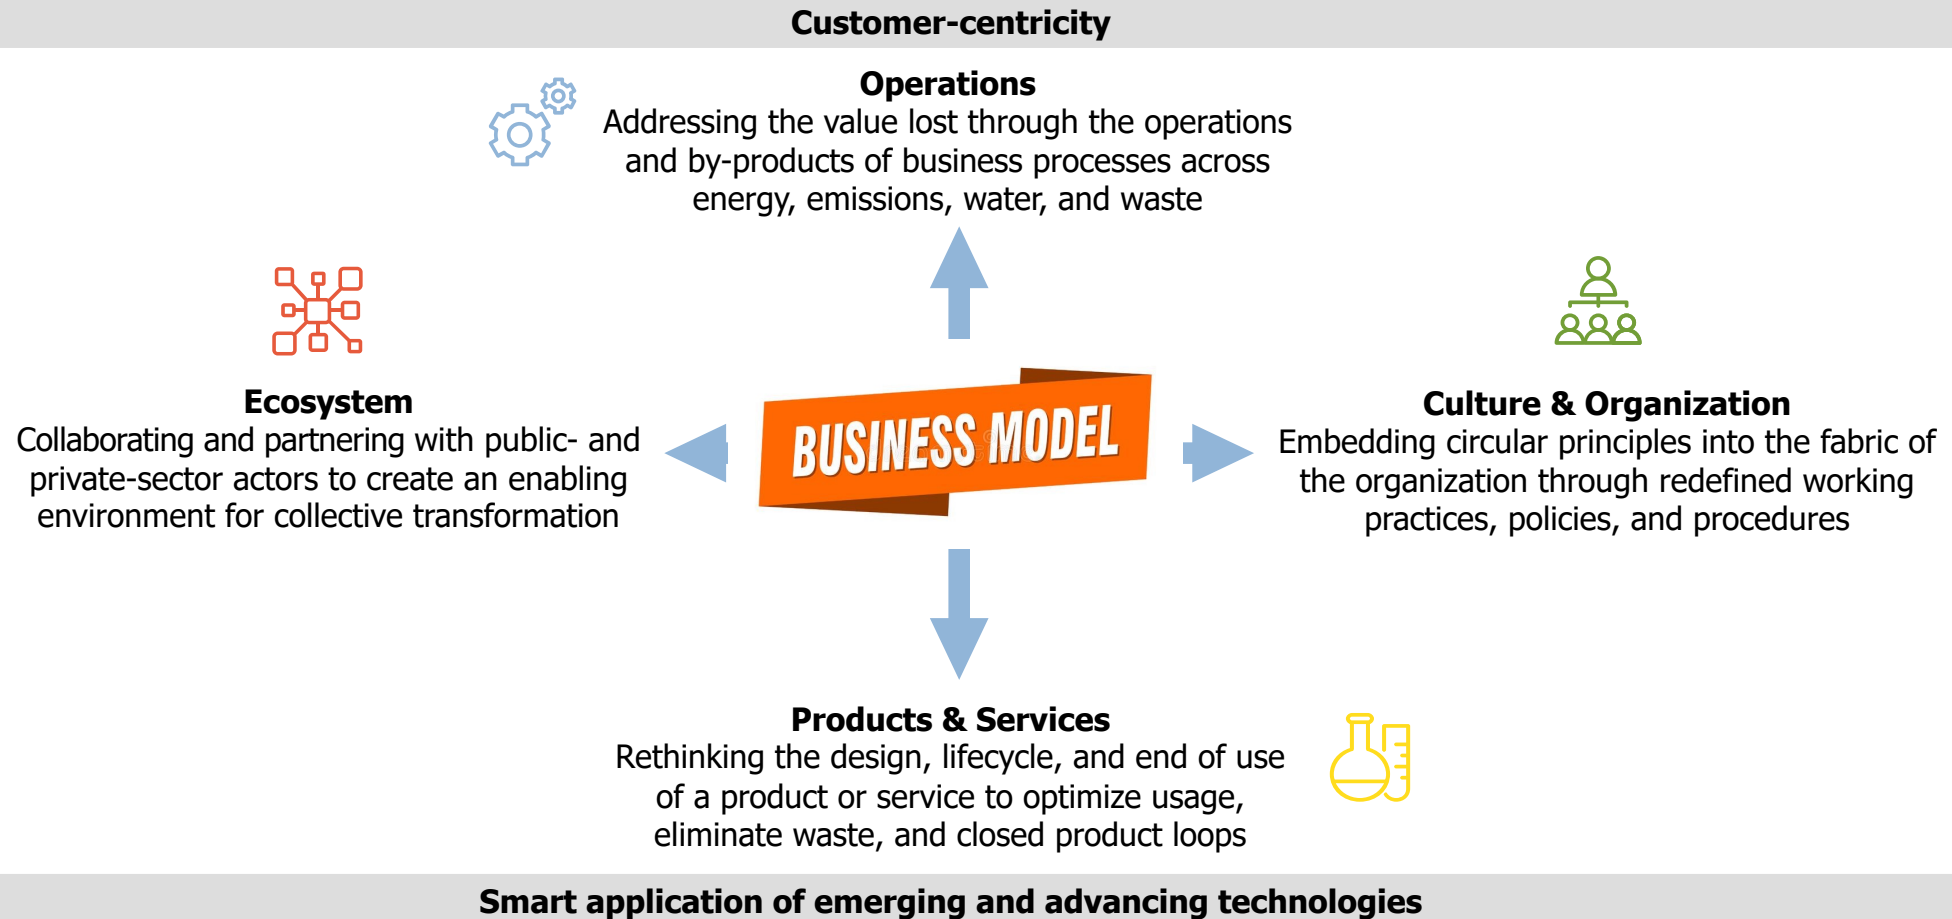 Customer-centricity
Operations
Addressing the value lost through the operations
and by-products of business processes across
energy, emissions, water, and waste
Ecosystem
Collaborating and partnering with public- and
private-sector actors to create an enabling
environment for collective transformation
BUSINESS MODEL
Culture & Organization
Embedding circular principles into the fabric of
the organization through redefined working
practices, policies, and procedures
Products & Services
Rethinking the design, lifecycle, and end of use
of a product or service to optimize usage,
eliminate waste, and closed product loops
Smart application of emerging and advancing technologies